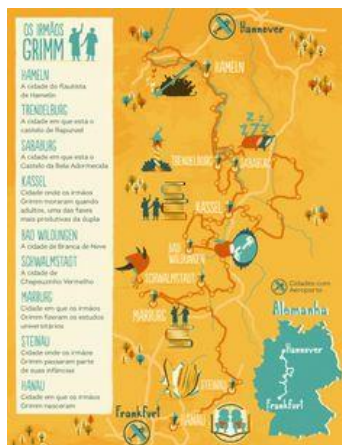 OS IRMÃOS
GRIMM
HAMELN
A cidade do flautista
de Hamelin
TRENDELBURG
A cidade em que esta o
castelo de Rapunzel
SABABURG
A cidade em que esta o
Castelo da Bela Adormecida
KASSEL
Cidade onde os irmãos
Grimm moraram quando
adultos, uma das fases
mais produtivas da dupla
BAD WILDUNGEN
A cidade de Branca de Neve
SCHWALMSTADT
A cidade de
Chapeuzinho Vermelho
MARBURG
Cidade em que os irmãos
Grimm fizeram os estudos
universitários
STEINAU
Cidade onde os irmãos
Grimm passaram parte
de suas infâncias
HANAU
Cidade em que os irmãos
Grimm nasceram
Hannover
HAMELN
ZZZZZ
TRENDELBURG
SABABURG
KASSEL
BAD
WILDUNGEN
SCHWALMSTADT
MARBURG
STEINAU
HANAU
Frankfurt
Cidades com
Aeroporto
Alemanha
Hannover
Frankfurt